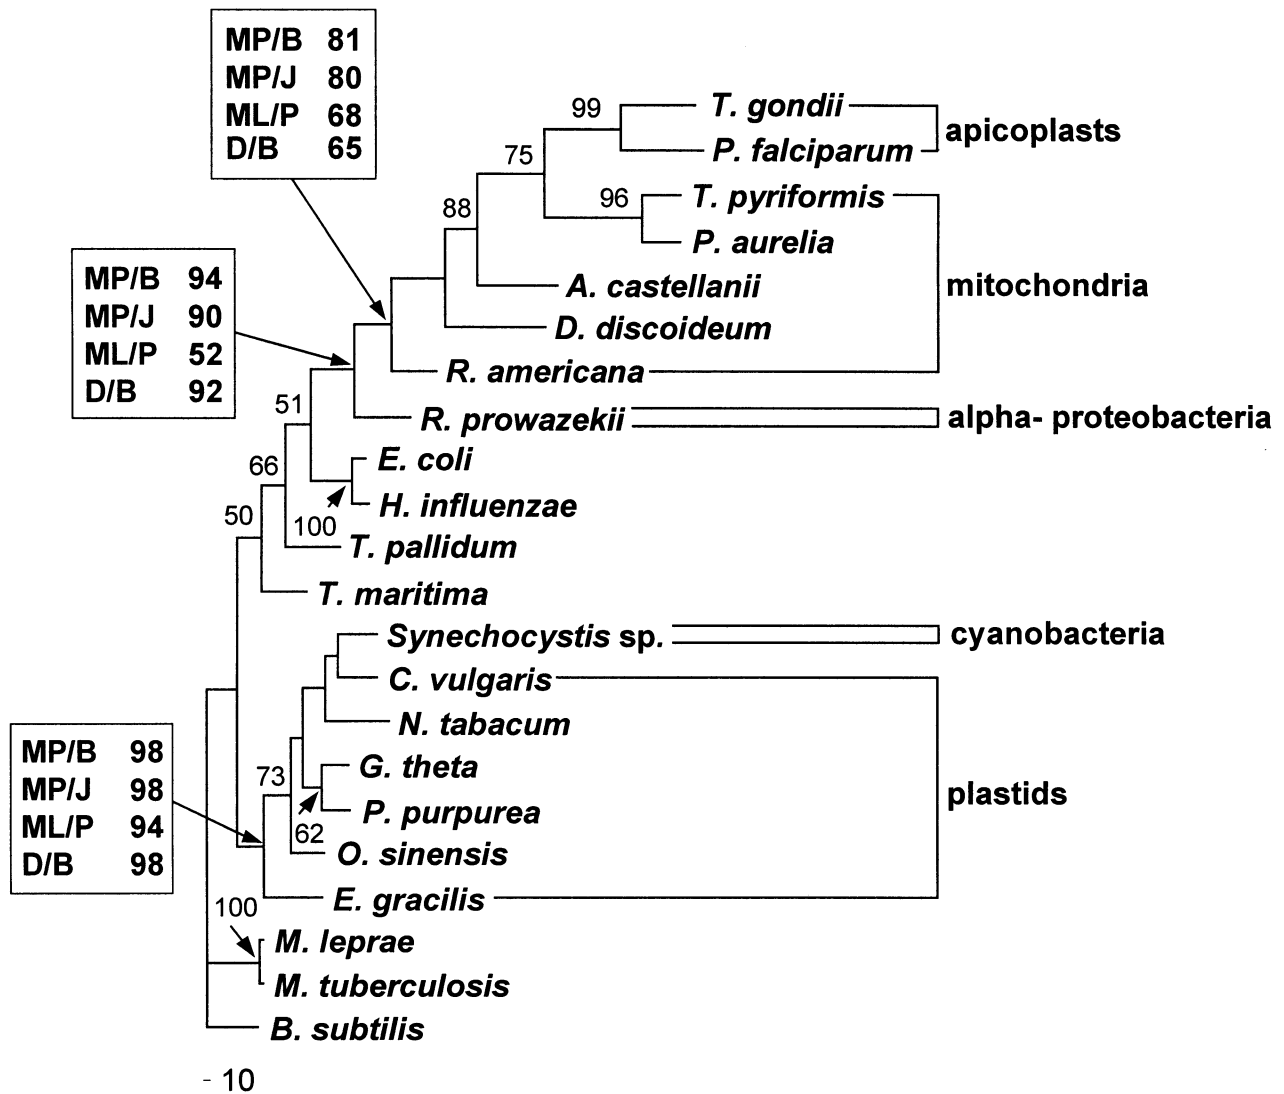 MP/B 81
MP/J 80
ML/P 68
D/B 65
MP/B 94
MP/J 90
ML/P 52
D/B 92
MP/B 98
MP/J 98
ML/P 94
D/B 98
99
75
96
88
51
66
100
50
73
62
100
T. gondii
P. falciparum
T. pyriformis
P. aurelia
A. castellanii
D. discoideum
R. americana
R. prowazekii
E. coli
H. influenzae
T. pallidum
T. maritima
Synechocystis sp.
C. vulgaris
N. tabacum
G. theta
P. purpurea
O. sinensis
E. gracilis
M. leprae
M. tuberculosis
B. subtilis
apicoplasts
mitochondria
alpha- proteobacteria
cyanobacteria
plastids
- 10